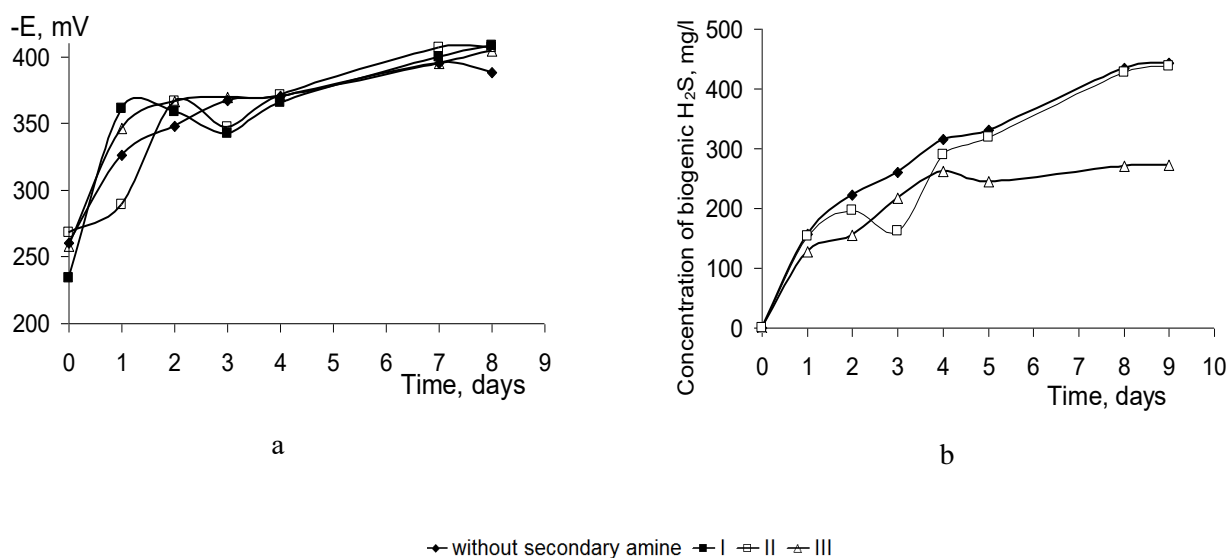 -E, mV
400
350
300
250
200
0 1 2 3 4 5 6 7 8 9
Time, days
a
Concentration of biogenic H₂S, mg/l
500
400
300
200
100
0
0 1 2 3 4 5 6 7 8 9 10
Time, days
b
without secondary amine I II III